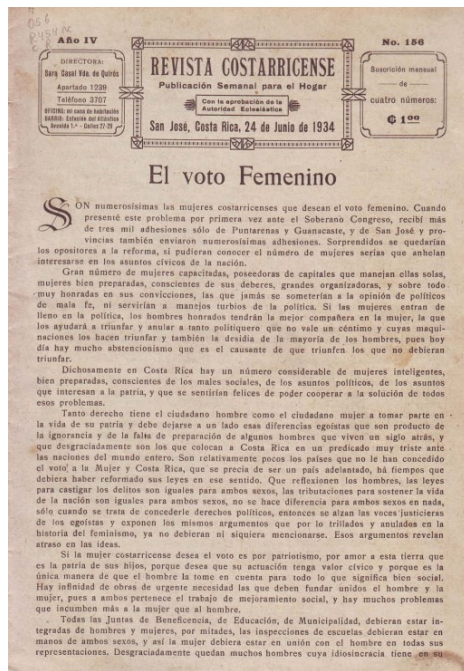 056
R454r
Año IV
No. 156
DIRECTORA:
Sara Casal Vda. de Quirós
Apartado 1239
Teléfono 3707
OFICINA: mi casa de habitación
BARRIO: Estación del Atlántico
Avenida 1.ª - Calles 27-29
REVISTA COSTARRICENSE
Publicación Semanal para el Hogar
Con la aprobación de la
Autoridad Eclesiástica
San José, Costa Rica, 24 de Junio de 1934
Suscrición mensual
— de —
cuatro números:
₡ 1.00
El voto Femenino
SON numerosísimas las mujeres costarricenses que desean el voto femenino. Cuando
presenté este problema por primera vez ante el Soberano Congreso, recibí más
de tres mil adhesiones sólo de Puntarenas y Guanacaste, y de San José y pro-
vincias también enviaron numerosísimas adhesiones. Sorprendidos se quedarían
los opositores a la reforma, si pudieran conocer el número de mujeres serias que anhelan
interesarse en los asuntos cívicos de la nación.
Gran número de mujeres capacitadas, poseedoras de capitales que manejan ellas solas,
mujeres bien preparadas, conscientes de sus deberes, grandes organizadoras, y sobre todo
muy honradas en sus convicciones, las que jamás se someterían a la opinión de políticos
de mala fe, ni servirían a manejos turbios de la política. Si las mujeres entran de
lleno en la política, los hombres honrados tendrán la mejor compañera en la mujer, la que
los ayudará a triunfar y anular a tanto politiquero que no vale un céntimo y cuyas maqui-
naciones los hacen triunfar y también la desidia de la mayoría de los hombres, pues hoy
día hay mucho abstencionismo que es el causante de que triunfen los que no debieran
triunfar.
Dichosamente en Costa Rica hay un número considerable de mujeres inteligentes,
bien preparadas, conscientes de los males sociales, de los asuntos políticos, de los asuntos
que interesan a la patria, y que se sentirían felices de poder cooperar a la solución de todos
esos problemas.
Tanto derecho tiene el ciudadano hombre como el ciudadano mujer a tomar parte en
la vida de su patria y debe dejarse a un lado esas diferencias egoístas que son producto de
la ignorancia y de la falsa de preparación de algunos hombres que viven un siglo atrás, y
que desgraciadamente son los que colocan a Costa Rica en un predicado muy triste ante
las naciones del mundo entero. Son relativamente pocos los países que no le han concedido
el voto a la Mujer y Costa Rica, que se precia de ser un país adelantado, há tiempos que
debiera haber reformado sus leyes en ese sentido. Que reflexionen los hombres, las leyes
para castigar los delitos son iguales para ambos sexos, las tributaciones para sostener la vida
de la nación son iguales para ambos sexos, no se hace diferencia para ambos sexos en nada,
sólo cuando se trata de concederle derechos políticos, entonces se alzan las voces justicieras
de los egoístas y exponen los mismos argumentos que por lo trillados y anulados en la
historia del feminismo, ya no debieran ni siquiera mencionarse. Esos argumentos revelan
atraso en las ideas.
Si la mujer costarricense desea el voto es por patriotismo, por amor a esta tierra que
es la patria de sus hijos, porque desea que su actuación tenga valor cívico y porque es la
única manera de que el hombre la tome en cuenta para todo lo que significa bien social.
Hay infinidad de obras de urgente necesidad las que deben fundar unidos el hombre y la
mujer, pues a ambos pertenece el trabajo de mejoramiento social, y hay muchos problemas
que incumben más a la mujer que al hombre.
Todas las Juntas de Beneficencia, de Educación, de Municipalidad, debieran estar in-
tegradas de hombres y mujeres, por mitades, las inspecciones de escuelas debieran estar en
manos de ambos sexos, y así la mujer debiera estar en unión con el hombre en todas sus
representaciones. Desgraciadamente quedan muchos hombres cuya idiosincracia tiene en su